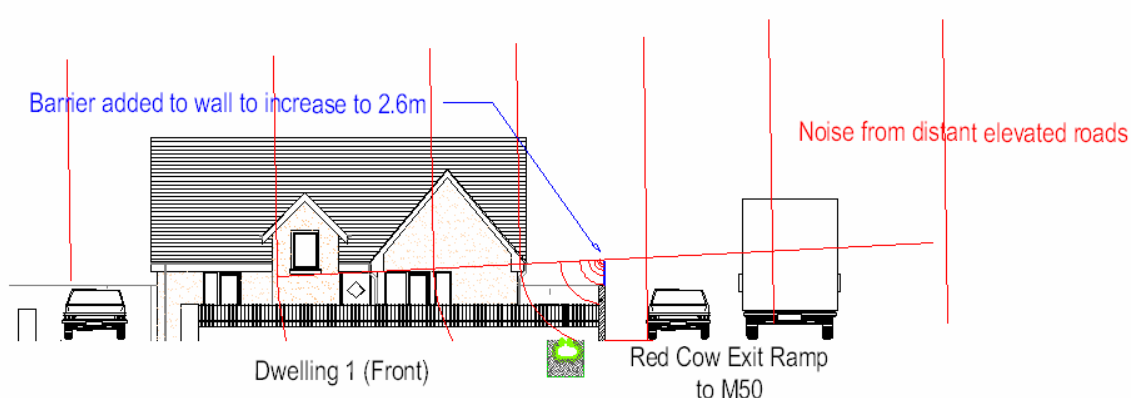 Barrier added to wall to increase to 2.6m
Noise from distant elevated roads
Dwelling 1 (Front)
Red Cow Exit Ramp
to M50